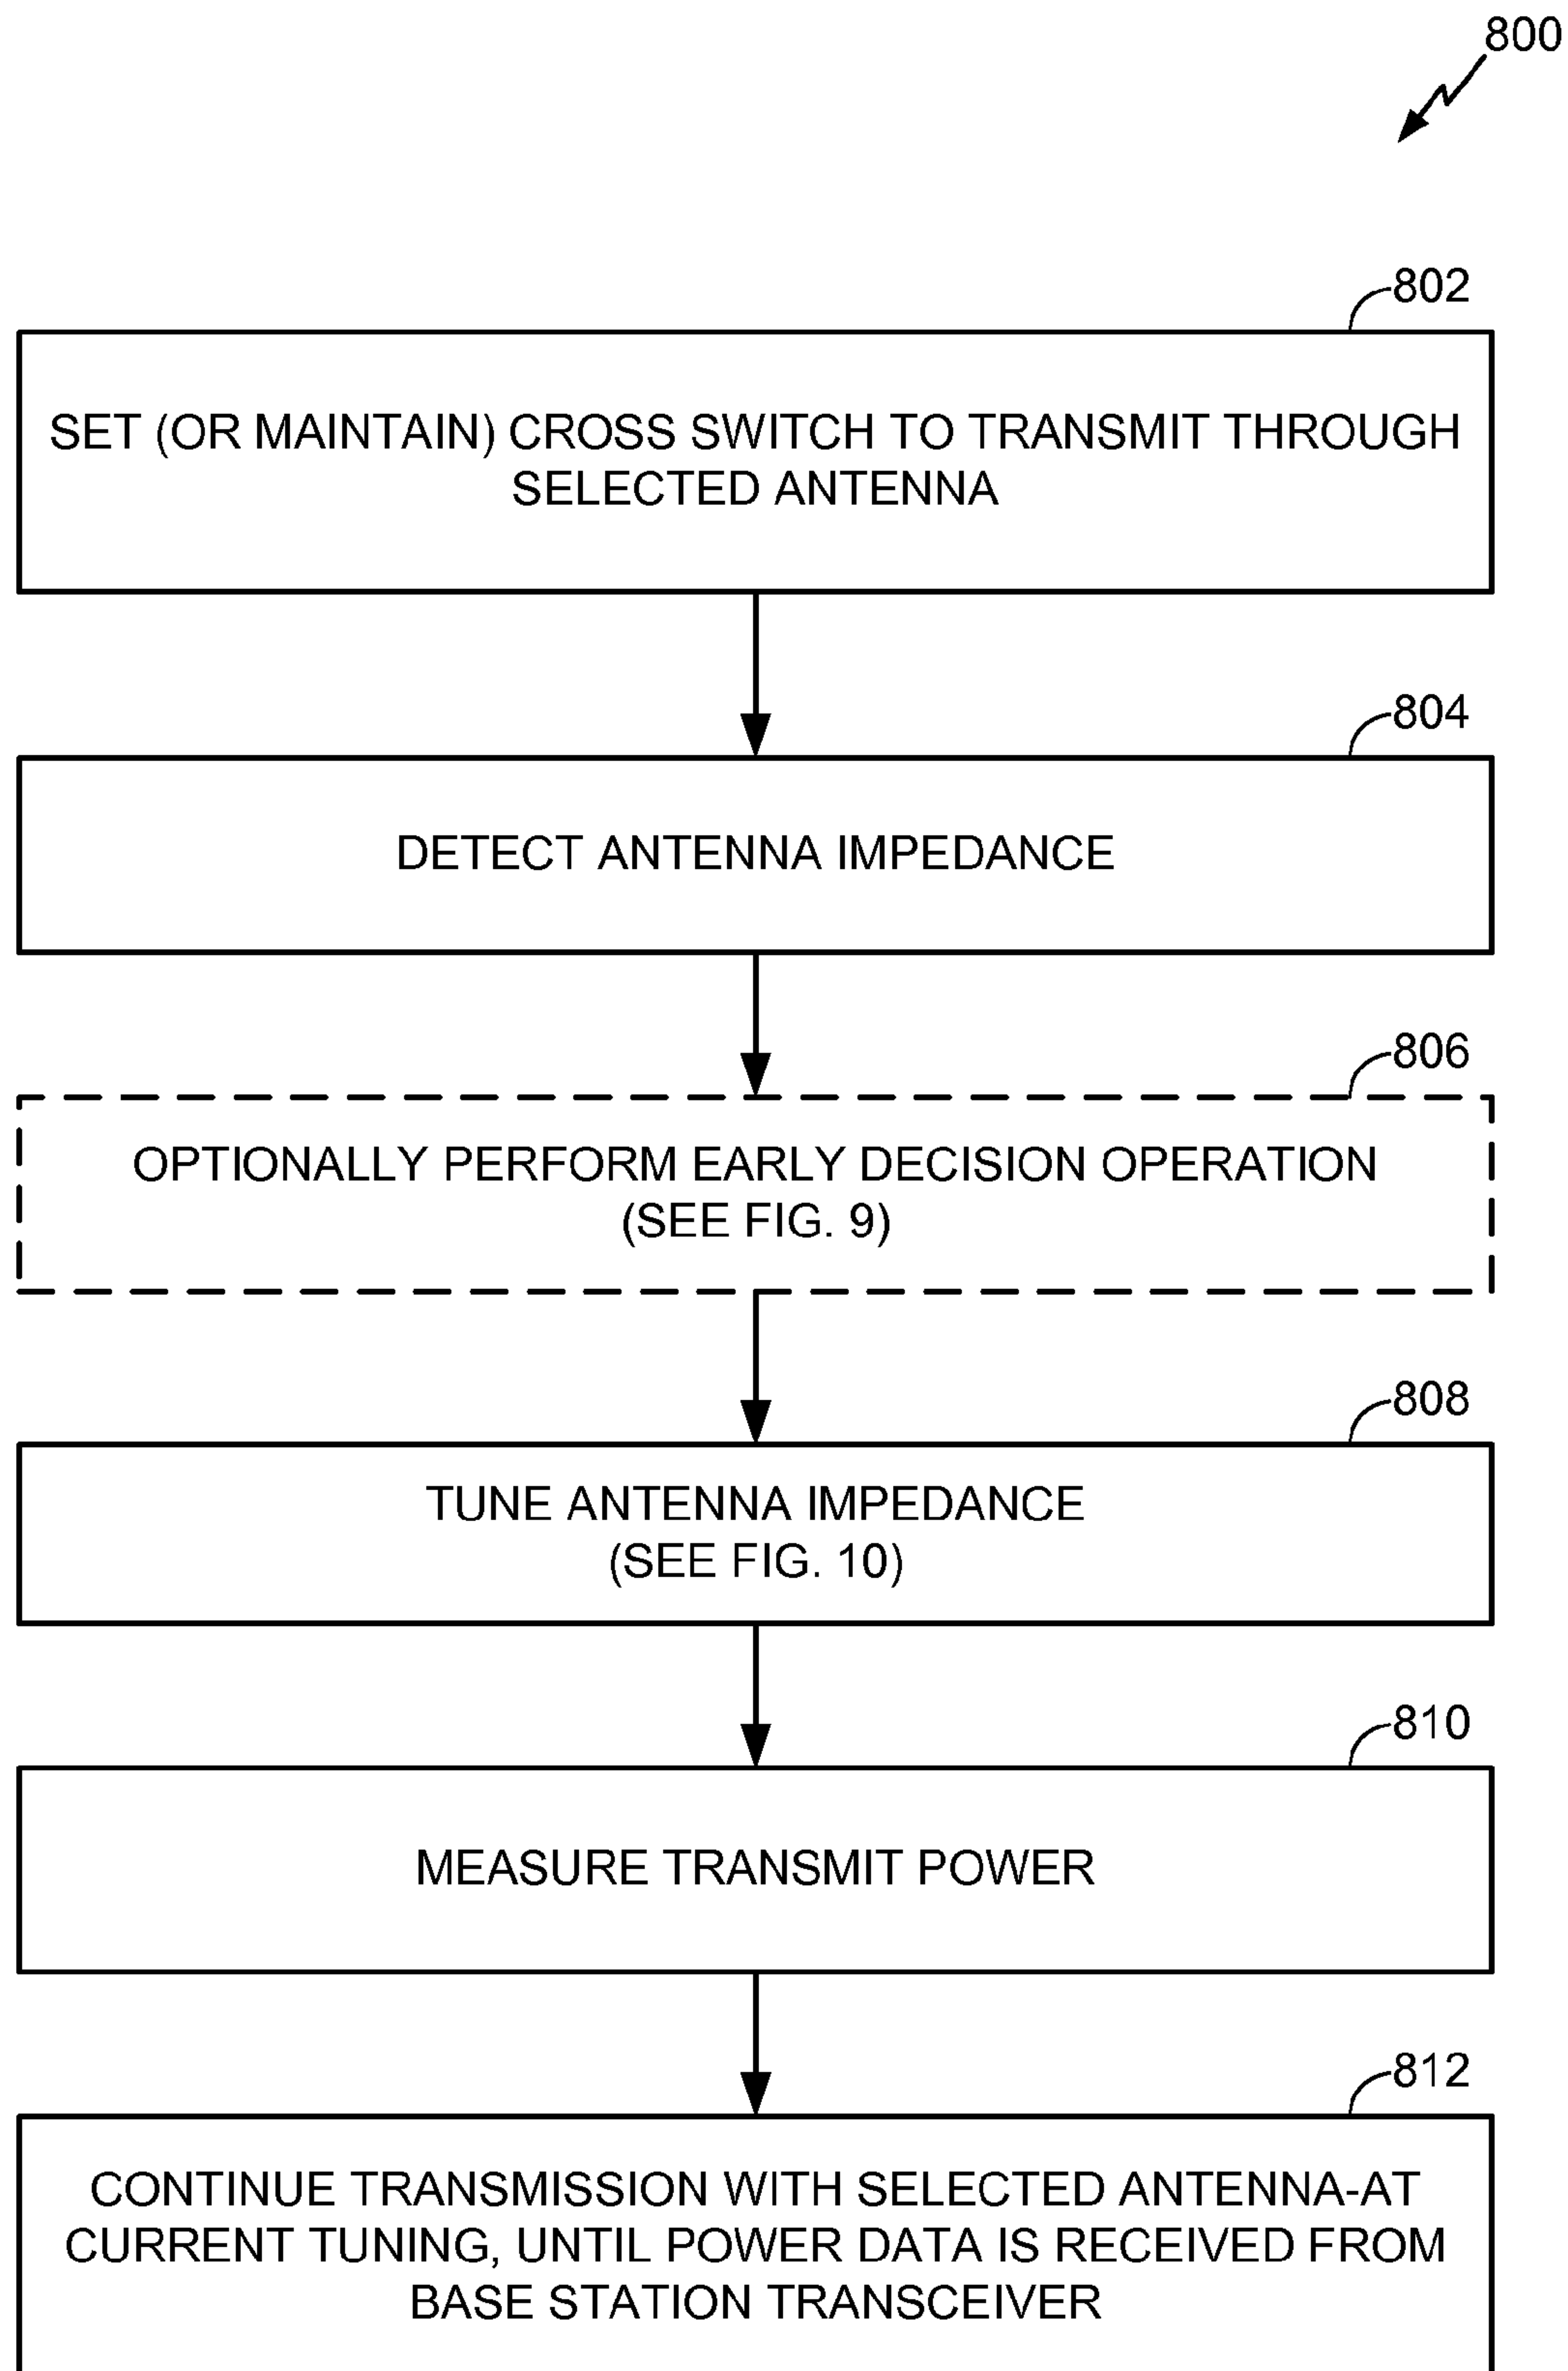 800
802
SET (OR MAINTAIN) CROSS SWITCH TO TRANSMIT THROUGH
SELECTED ANTENNA
804
DETECT ANTENNA IMPEDANCE
806
OPTIONALLY PERFORM EARLY DECISION OPERATION
(SEE FIG. 9)
808
TUNE ANTENNA IMPEDANCE
(SEE FIG. 10)
810
MEASURE TRANSMIT POWER
812
CONTINUE TRANSMISSION WITH SELECTED ANTENNA-AT
CURRENT TUNING, UNTIL POWER DATA IS RECEIVED FROM
BASE STATION TRANSCEIVER